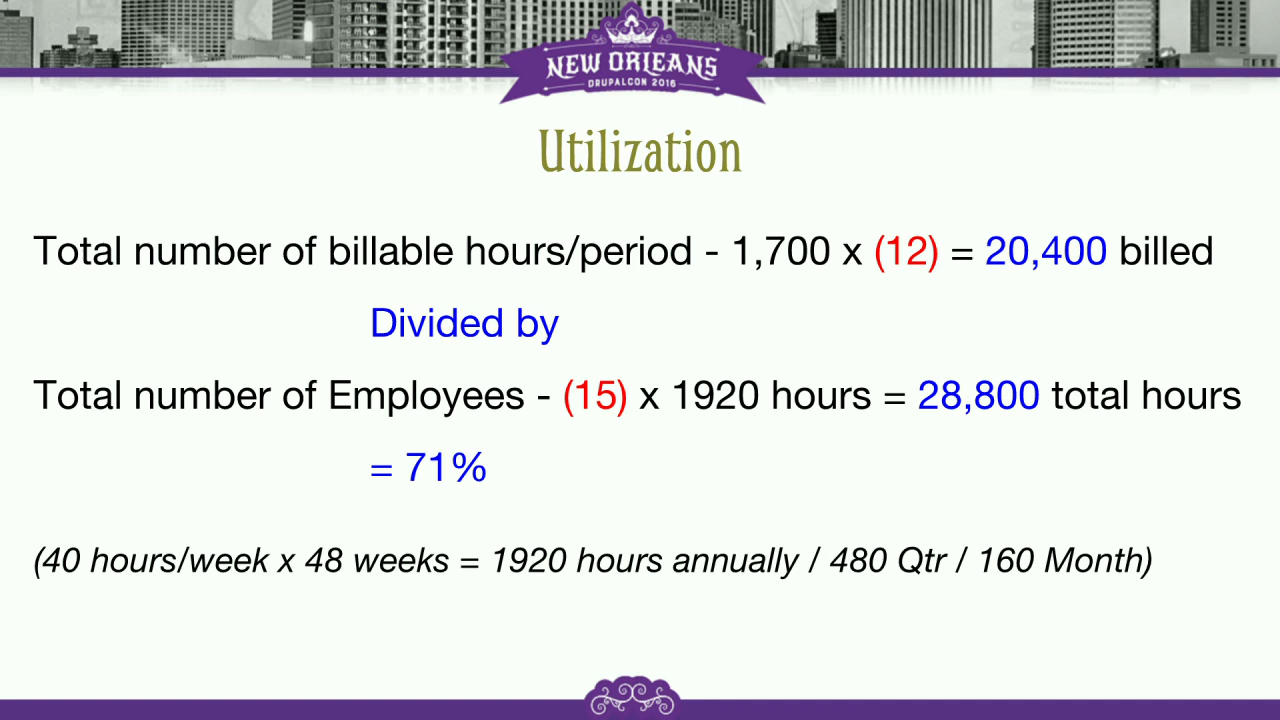 NEW ORLEANS
DRUPALCON 2016
Utilization
Total number of billable hours/period - 1,700 x (12) = 20,400 billed
Divided by
Total number of Employees - (15) x 1920 hours = 28,800 total hours
= 71%
(40 hours/week x 48 weeks = 1920 hours annually / 480 Qtr / 160 Month)